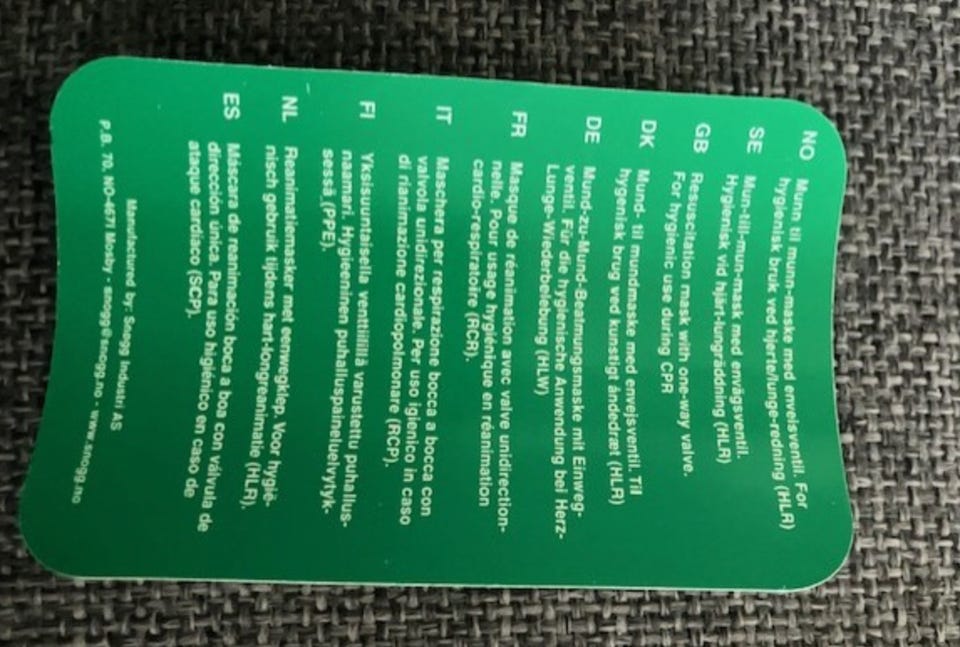 NO Munn til munn-maske med enveisventil. For
hygienisk bruk ved hjerte/lunge-redning (HLR)
SE Mun-till-mun-mask med envägsventil.
Hygienisk vid hjärt-lungräddning (HLR)
GB Resuscitation mask with one-way valve.
For hygienic use during CPR
DK Mund- til mundmaske med envejsventil. Til
hygenisk brug ved kunstigt åndedræt (HLR)
DE Mund-zu-Mund-Beatmungsmaske mit Einweg-
ventil. Für die hygienische Anwendung bei Herz-
Lunge-Wiederbelebung (HLW)
FR Masque de réanimation avec valve unidirection-
nelle. Pour usage hygiénique en réanimation
cardio-respiratoire (RCR).
IT Maschera per respirazione bocca a bocca con
valvola unidirezionale. Per uso igienico in caso
di rianimazione cardiopolmonare (RCP).
FI Yksisuuntaisella venttiilillä varustettu puhallus-
naamari. Hygieeninen puhalluspaineluelvytyk-
sessä (PPE).
NL Reanimatiemasker met eenwegklep. Voor hygië-
nisch gebruik tijdens hart-longreanimatie (HLR).
ES Máscara de reanimación boca a boa con válvula de
dirección única. Para uso higiénico en caso de
ataque cardíaco (SCP).
Manufactured by: Snøgg Industri AS
P.B. 70, NO-4671 Mosby - snogg@snogg.no - www.snogg.no